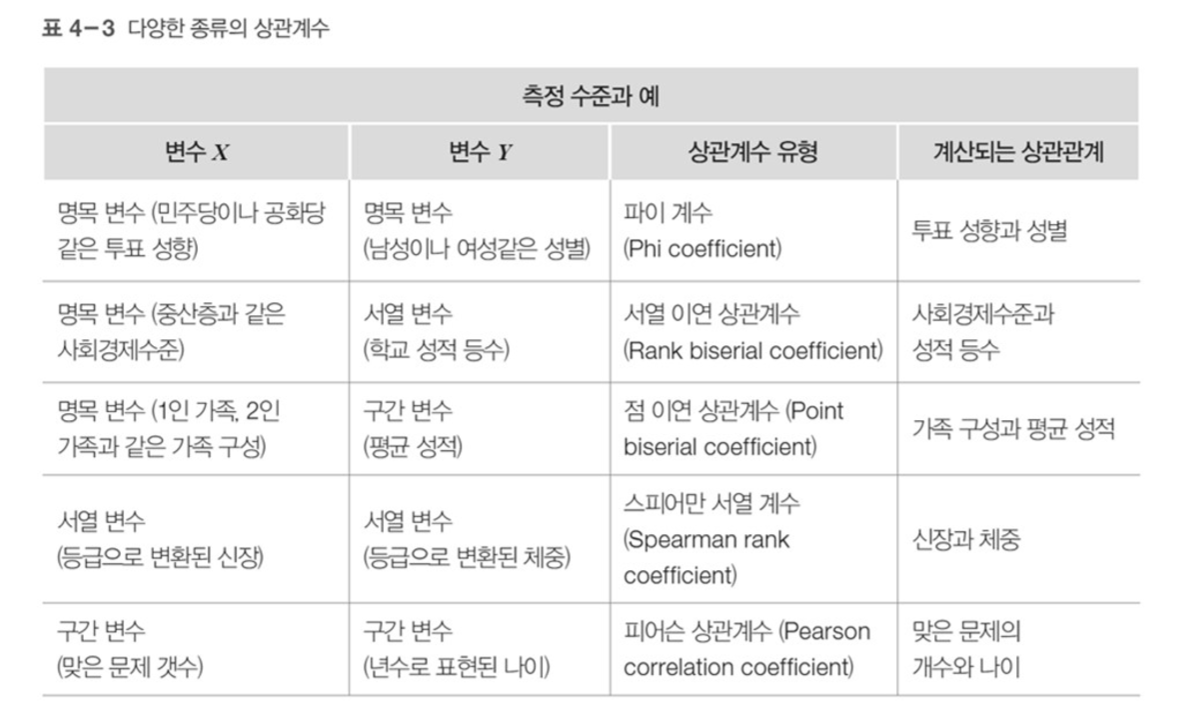 표 4-3 다양한 종류의 상관계수
측정 수준과 예
변수 X
변수 Y
상관계수 유형
계산되는 상관관계
명목 변수 (민주당이나 공화당
같은 투표 성향)
명목 변수
(남성이나 여성같은 성별)
파이 계수
(Phi coefficient)
투표 성향과 성별
명목 변수 (중산층과 같은
사회경제수준)
서열 변수
(학교 성적 등수)
서열 이연 상관계수
(Rank biserial coefficient)
사회경제수준과
성적 등수
명목 변수 (1인 가족, 2인
가족과 같은 가족 구성)
구간 변수
(평균 성적)
점 이연 상관계수 (Point
biserial coefficient)
가족 구성과 평균 성적
서열 변수
(등급으로 변환된 신장)
서열 변수
(등급으로 변환된 체중)
스피어만 서열 계수
(Spearman rank
coefficient)
신장과 체중
구간 변수
(맞은 문제 갯수)
구간 변수
(년수로 표현된 나이)
피어슨 상관계수 (Pearson
correlation coefficient)
맞은 문제의
개수와 나이